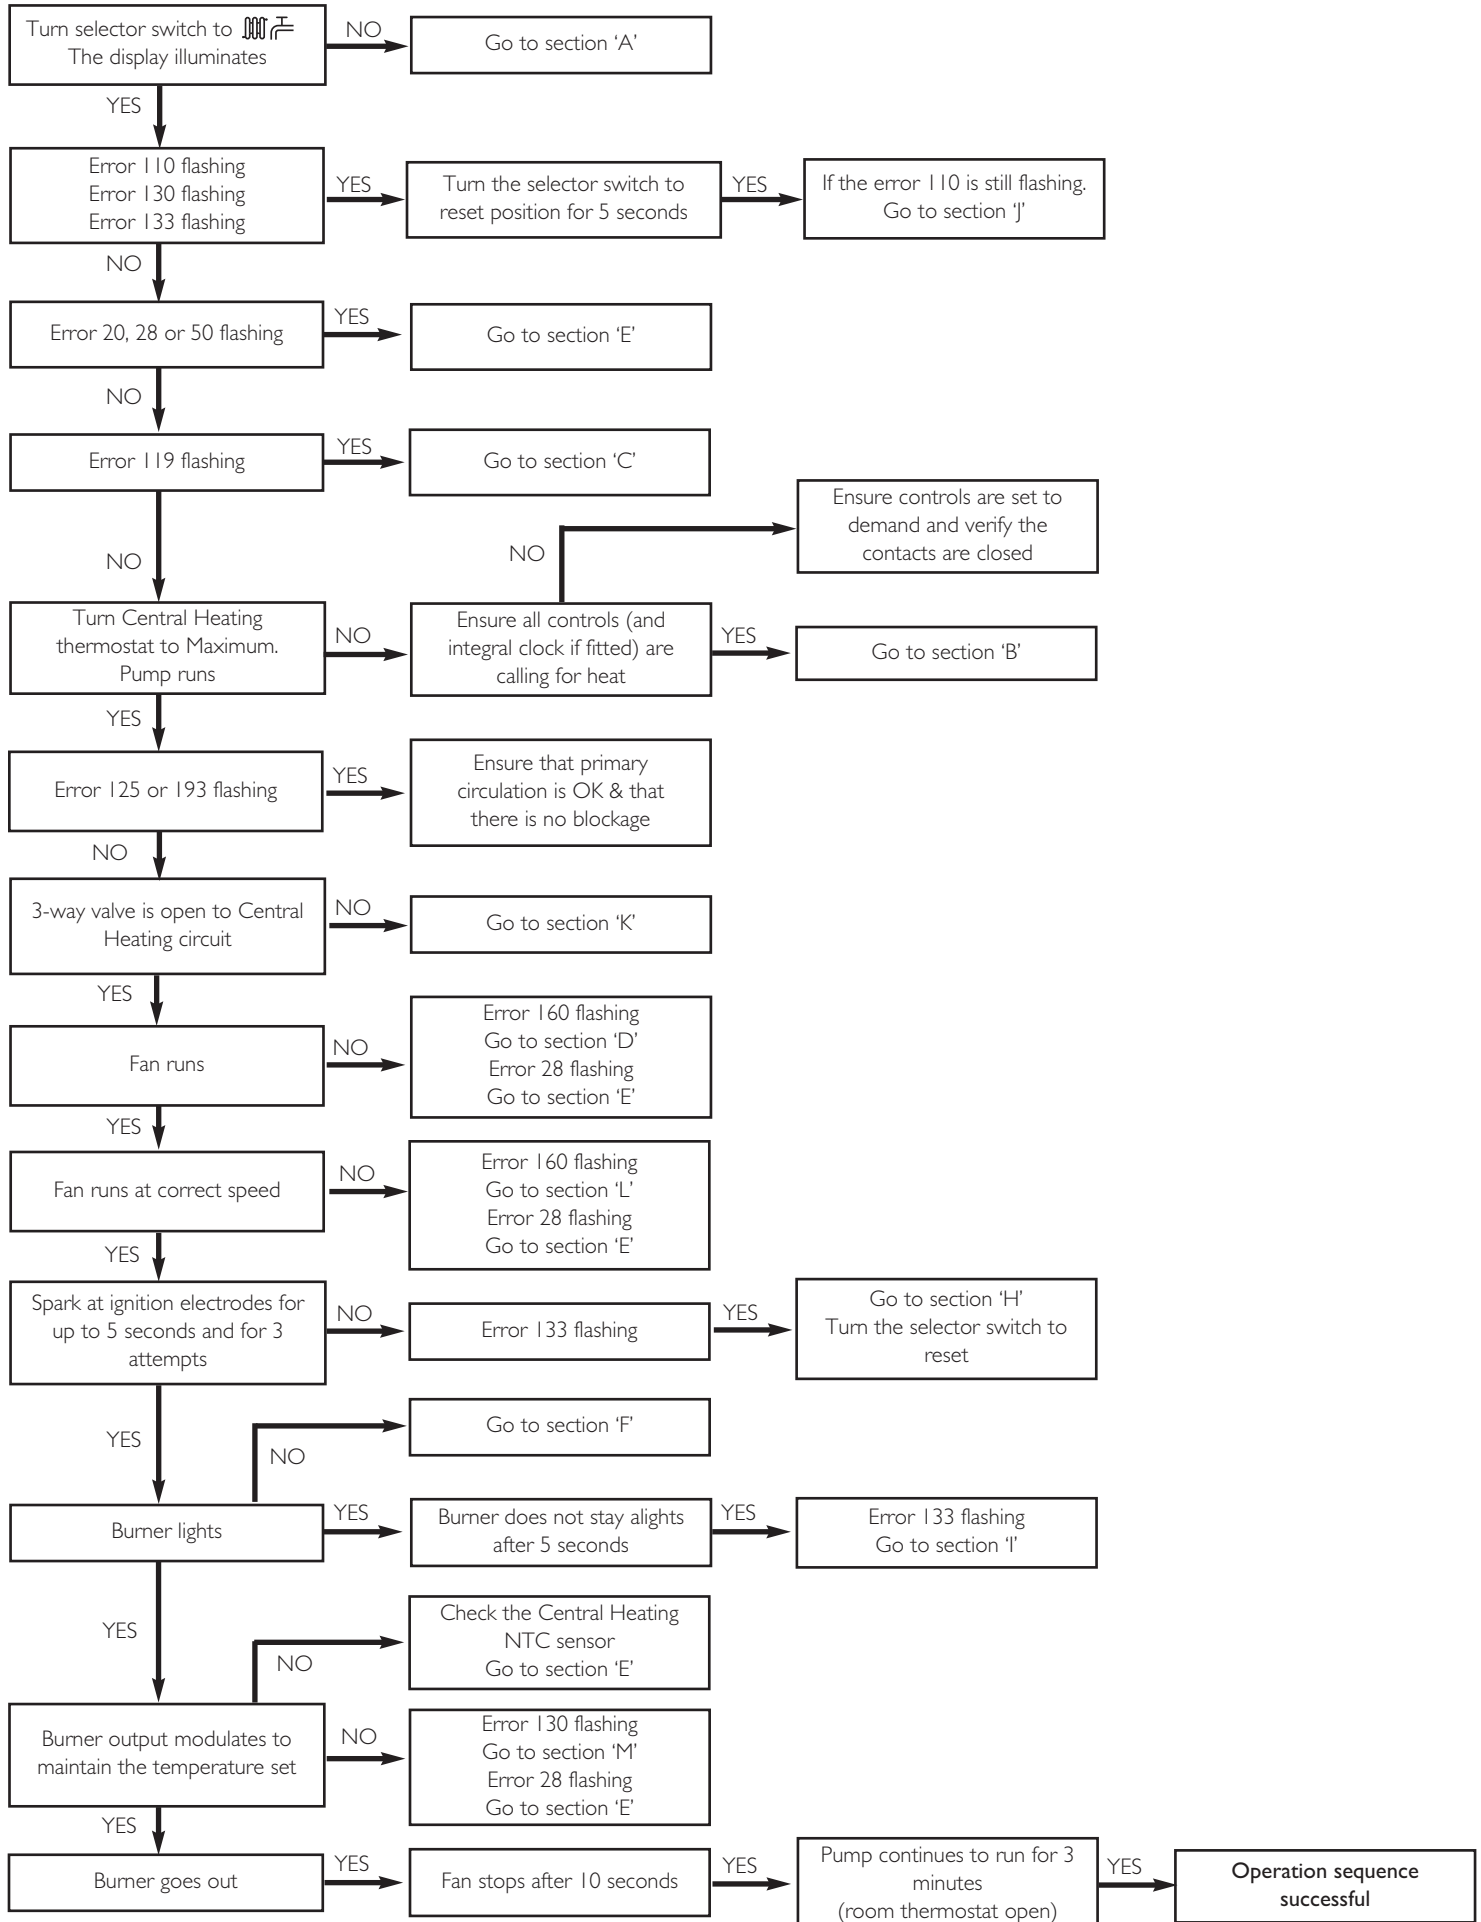 Turn selector switch to
The display illuminates
NO
Go to section ‘A’
YES
Error 110 flashing
Error 130 flashing
Error 133 flashing
YES
Turn the selector switch to
reset position for 5 seconds
YES
If the error 110 is still flashing.
Go to section ‘J’
NO
Error 20, 28 or 50 flashing
YES
Go to section ‘E’
NO
Error 119 flashing
YES
Go to section ‘C’
Ensure controls are set to
demand and verify the
contacts are closed
NO
NO
Turn Central Heating
thermostat to Maximum.
Pump runs
NO
Ensure all controls (and
integral clock if fitted) are
calling for heat
YES
Go to section ‘B’
YES
Error 125 or 193 flashing
YES
Ensure that primary
circulation is OK & that
there is no blockage
NO
3-way valve is open to Central
Heating circuit
NO
Go to section ‘K’
YES
Fan runs
NO
Error 160 flashing
Go to section ‘D’
Error 28 flashing
Go to section ‘E’
YES
Fan runs at correct speed
NO
Error 160 flashing
Go to section ‘L’
Error 28 flashing
Go to section ‘E’
YES
Spark at ignition electrodes for
up to 5 seconds and for 3
attempts
NO
Error 133 flashing
YES
Go to section ‘H’
Turn the selector switch to
reset
YES
NO
Go to section ‘F’
Burner lights
YES
Burner does not stay alights
after 5 seconds
YES
Error 133 flashing
Go to section ‘I’
YES
NO
Check the Central Heating
NTC sensor
Go to section ‘E’
Burner output modulates to
maintain the temperature set
NO
Error 130 flashing
Go to section ‘M’
Error 28 flashing
Go to section ‘E’
YES
Burner goes out
YES
Fan stops after 10 seconds
YES
Pump continues to run for 3
minutes
(room thermostat open)
YES
Operation sequence
successful